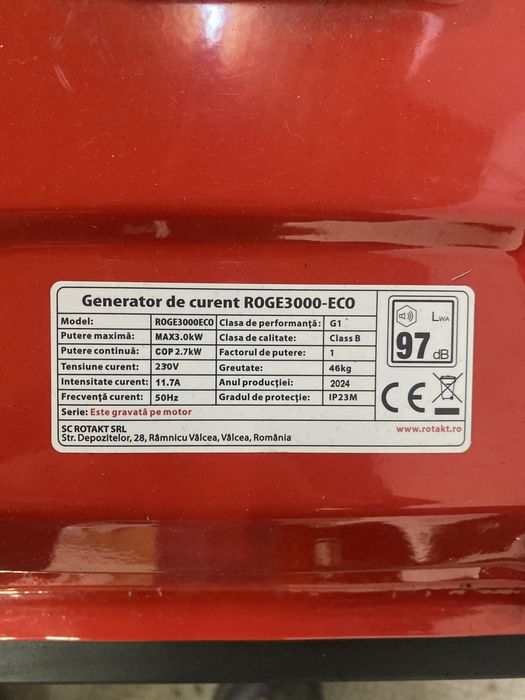 Generator de curent ROGE3000-ECO
Model: ROGE3000ECO Clasa de performanță: G1
Putere maximă: MAX3.0kW Clasa de calitate: Class B
Putere continuă: COP 2.7kW Factorul de putere: 1
Tensiune curent: 230V Greutate: 46kg
Intensitate curent: 11.7A Anul producției: 2024
Frecvență curent: 50Hz Gradul de protecție: IP23M
Serie: Este gravată pe motor
SC ROTAKT SRL
Str. Depozitelor, 28, Râmnicu Vâlcea, Vâlcea, România
LWA
97 dB
CE
www.rotakt.ro